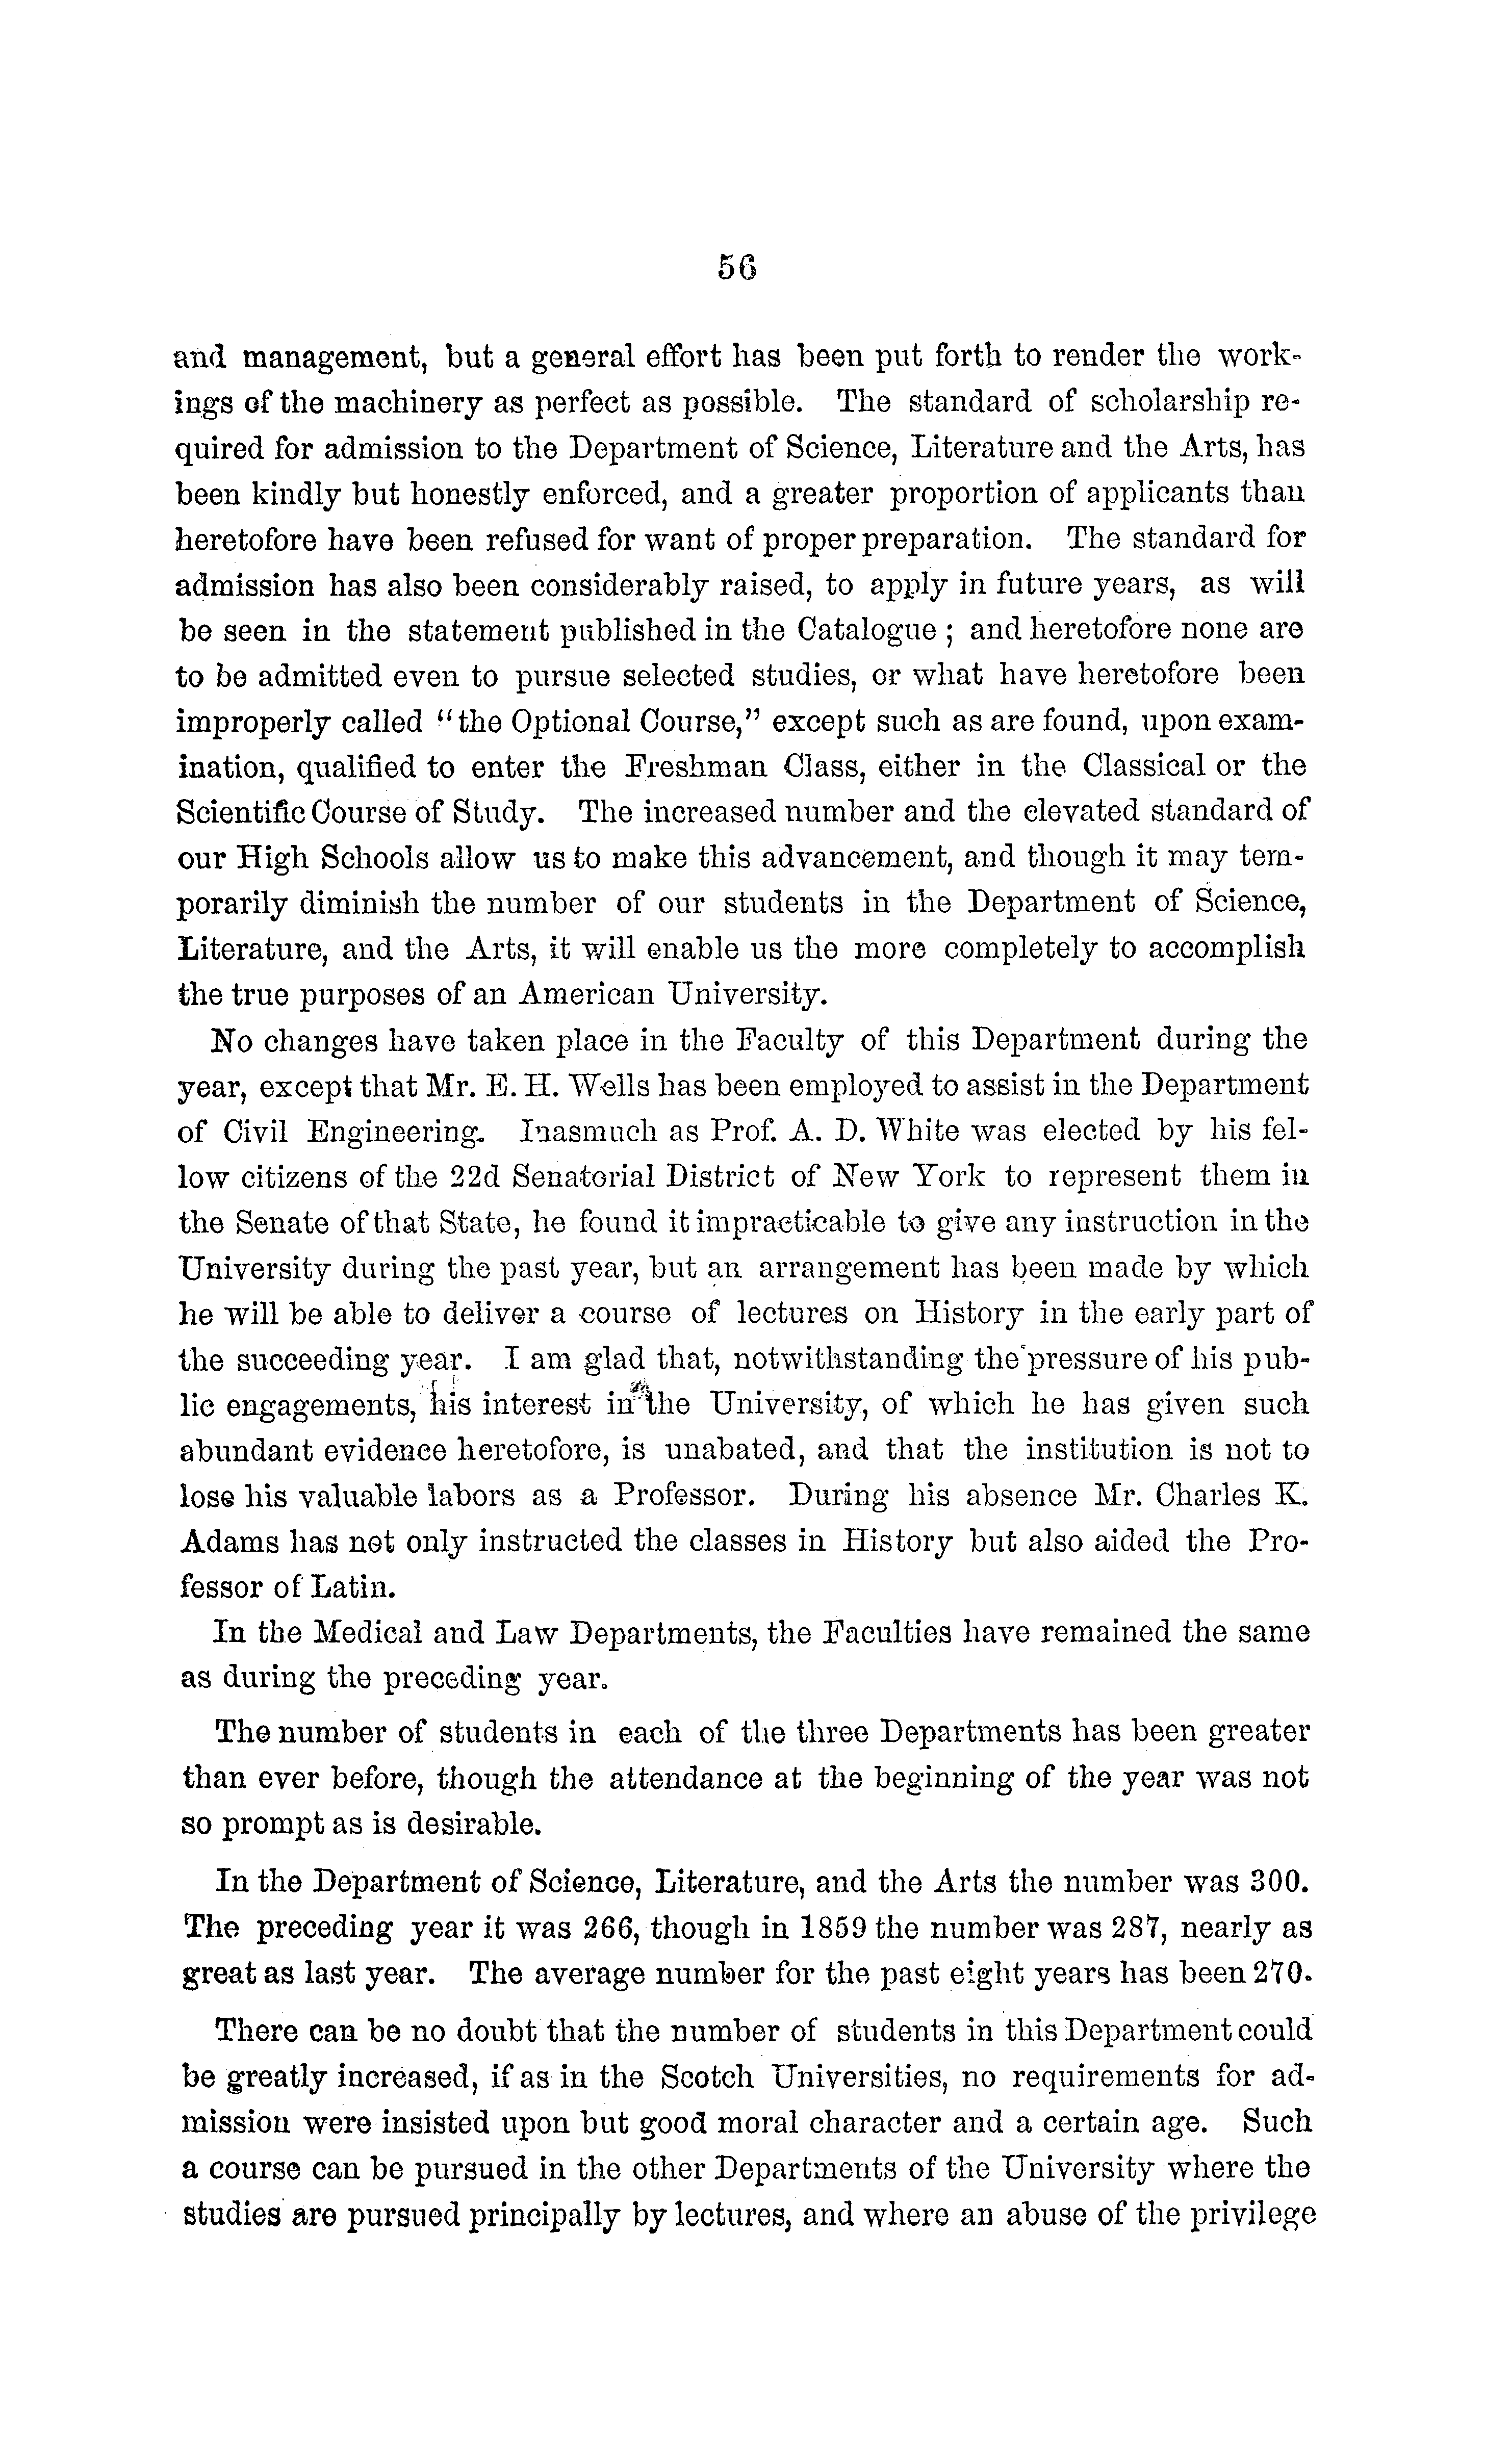 56
and management, but a general effort has been put forth to render the work-
ings of the machinery as perfect as possible. The standard of scholarship re-
quired for admission to the Department of Science, Literature and the Arts, has
been kindly but honestly enforced, and a greater proportion of applicants than
heretofore have been refused for want of proper preparation. The standard for
admission has also been considerably raised, to apply in future years, as will
be seen in the statement published in the Catalogue ; and heretofore none are
to be admitted even to pursue selected studies, or what have heretofore been
improperly called "the Optional Course," except such as are found, upon exam-
ination, qualified to enter the Freshman Class, either in the Classical or the
Scientific Course of Study. The increased number and the elevated standard of
our High Schools allow us to make this advancement, and though it may tem-
porarily diminish the number of our students in the Department of Science,
Literature, and the Arts, it will enable us the more completely to accomplish
the true purposes of an American University.
No changes have taken place in the Faculty of this Department during the
year, except that Mr. E. H. Wells has been employed to assist in the Department
of Civil Engineering. Inasmuch as Prof. A. D. White was elected by his fel-
low citizens of the 22d Senatorial District of New York to represent them in
the Senate of that State, he found it impracticable to give any instruction in the
University during the past year, but an arrangement has been made by which
he will be able to deliver a course of lectures on History in the early part of
the succeeding year. I am glad that, notwithstanding the pressure of his pub-
lic engagements, his interest in the University, of which he has given such
abundant evidence heretofore, is unabated, and that the institution is not to
lose his valuable labors as a Professor. During his absence Mr. Charles K.
Adams has not only instructed the classes in History but also aided the Pro-
fessor of Latin.
In the Medical and Law Departments, the Faculties have remained the same
as during the preceding year.
The number of students in each of the three Departments has been greater
than ever before, though the attendance at the beginning of the year was not
so prompt as is desirable.
In the Department of Science, Literature, and the Arts the number was 300.
The preceding year it was 266, though in 1859 the number was 287, nearly as
great as last year. The average number for the past eight years has been 270.
There can be no doubt that the number of students in this Department could
be greatly increased, if as in the Scotch Universities, no requirements for ad-
mission were insisted upon but good moral character and a certain age. Such
a course can be pursued in the other Departments of the University where the
studies are pursued principally by lectures, and where an abuse of the privilege